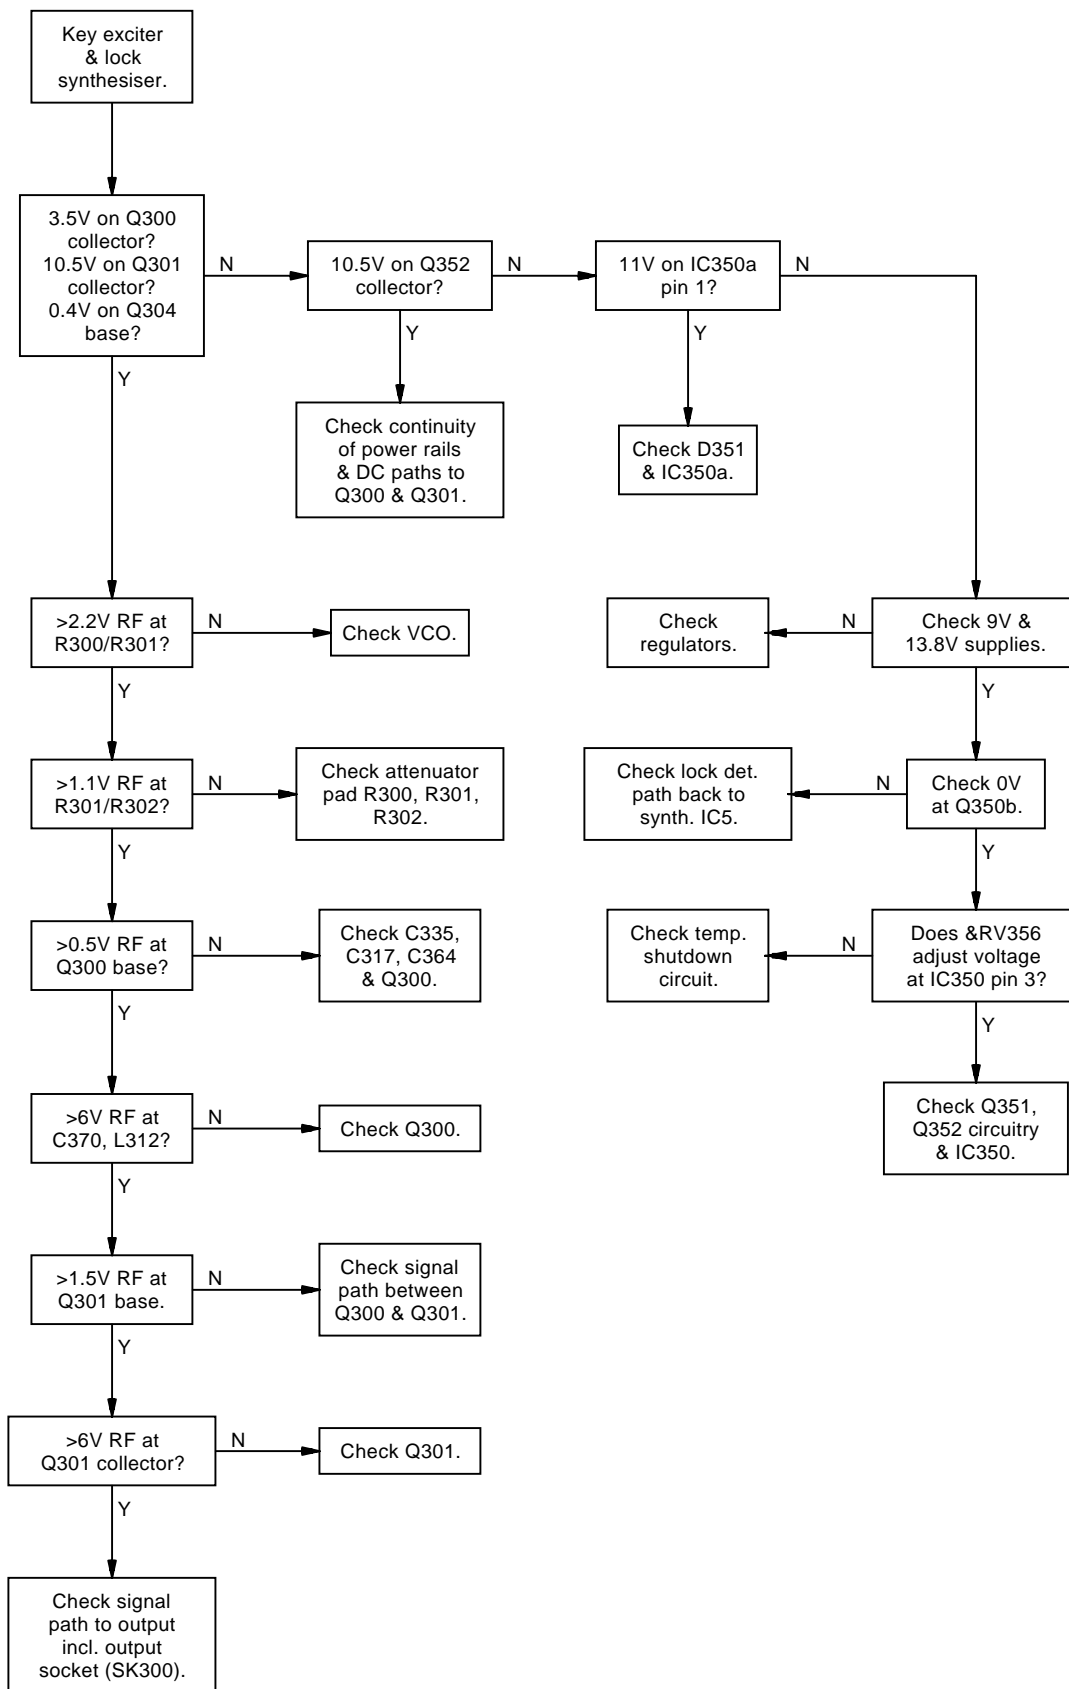 Key exciter
& lock
synthesiser.
3.5V on Q300
collector?
10.5V on Q301
collector?
0.4V on Q304
base?
N
10.5V on Q352
collector?
N
11V on IC350a
pin 1?
N
Y
Y
Y
Check continuity
of power rails
& DC paths to
Q300 & Q301.
Check D351
& IC350a.
>2.2V RF at
R300/R301?
N
Check VCO.
Check
regulators.
N
Check 9V &
13.8V supplies.
Y
Y
>1.1V RF at
R301/R302?
N
Check attenuator
pad R300, R301,
R302.
Check lock det.
path back to
synth. IC5.
N
Check 0V
at Q350b.
Y
Y
>0.5V RF at
Q300 base?
N
Check C335,
C317, C364
& Q300.
Check temp.
shutdown
circuit.
N
Does &RV356
adjust voltage
at IC350 pin 3?
Y
Y
>6V RF at
C370, L312?
N
Check Q300.
Check Q351,
Q352 circuitry
& IC350.
Y
>1.5V RF at
Q301 base.
N
Check signal
path between
Q300 & Q301.
Y
>6V RF at
Q301 collector?
N
Check Q301.
Y
Check signal
path to output
incl. output
socket (SK300).